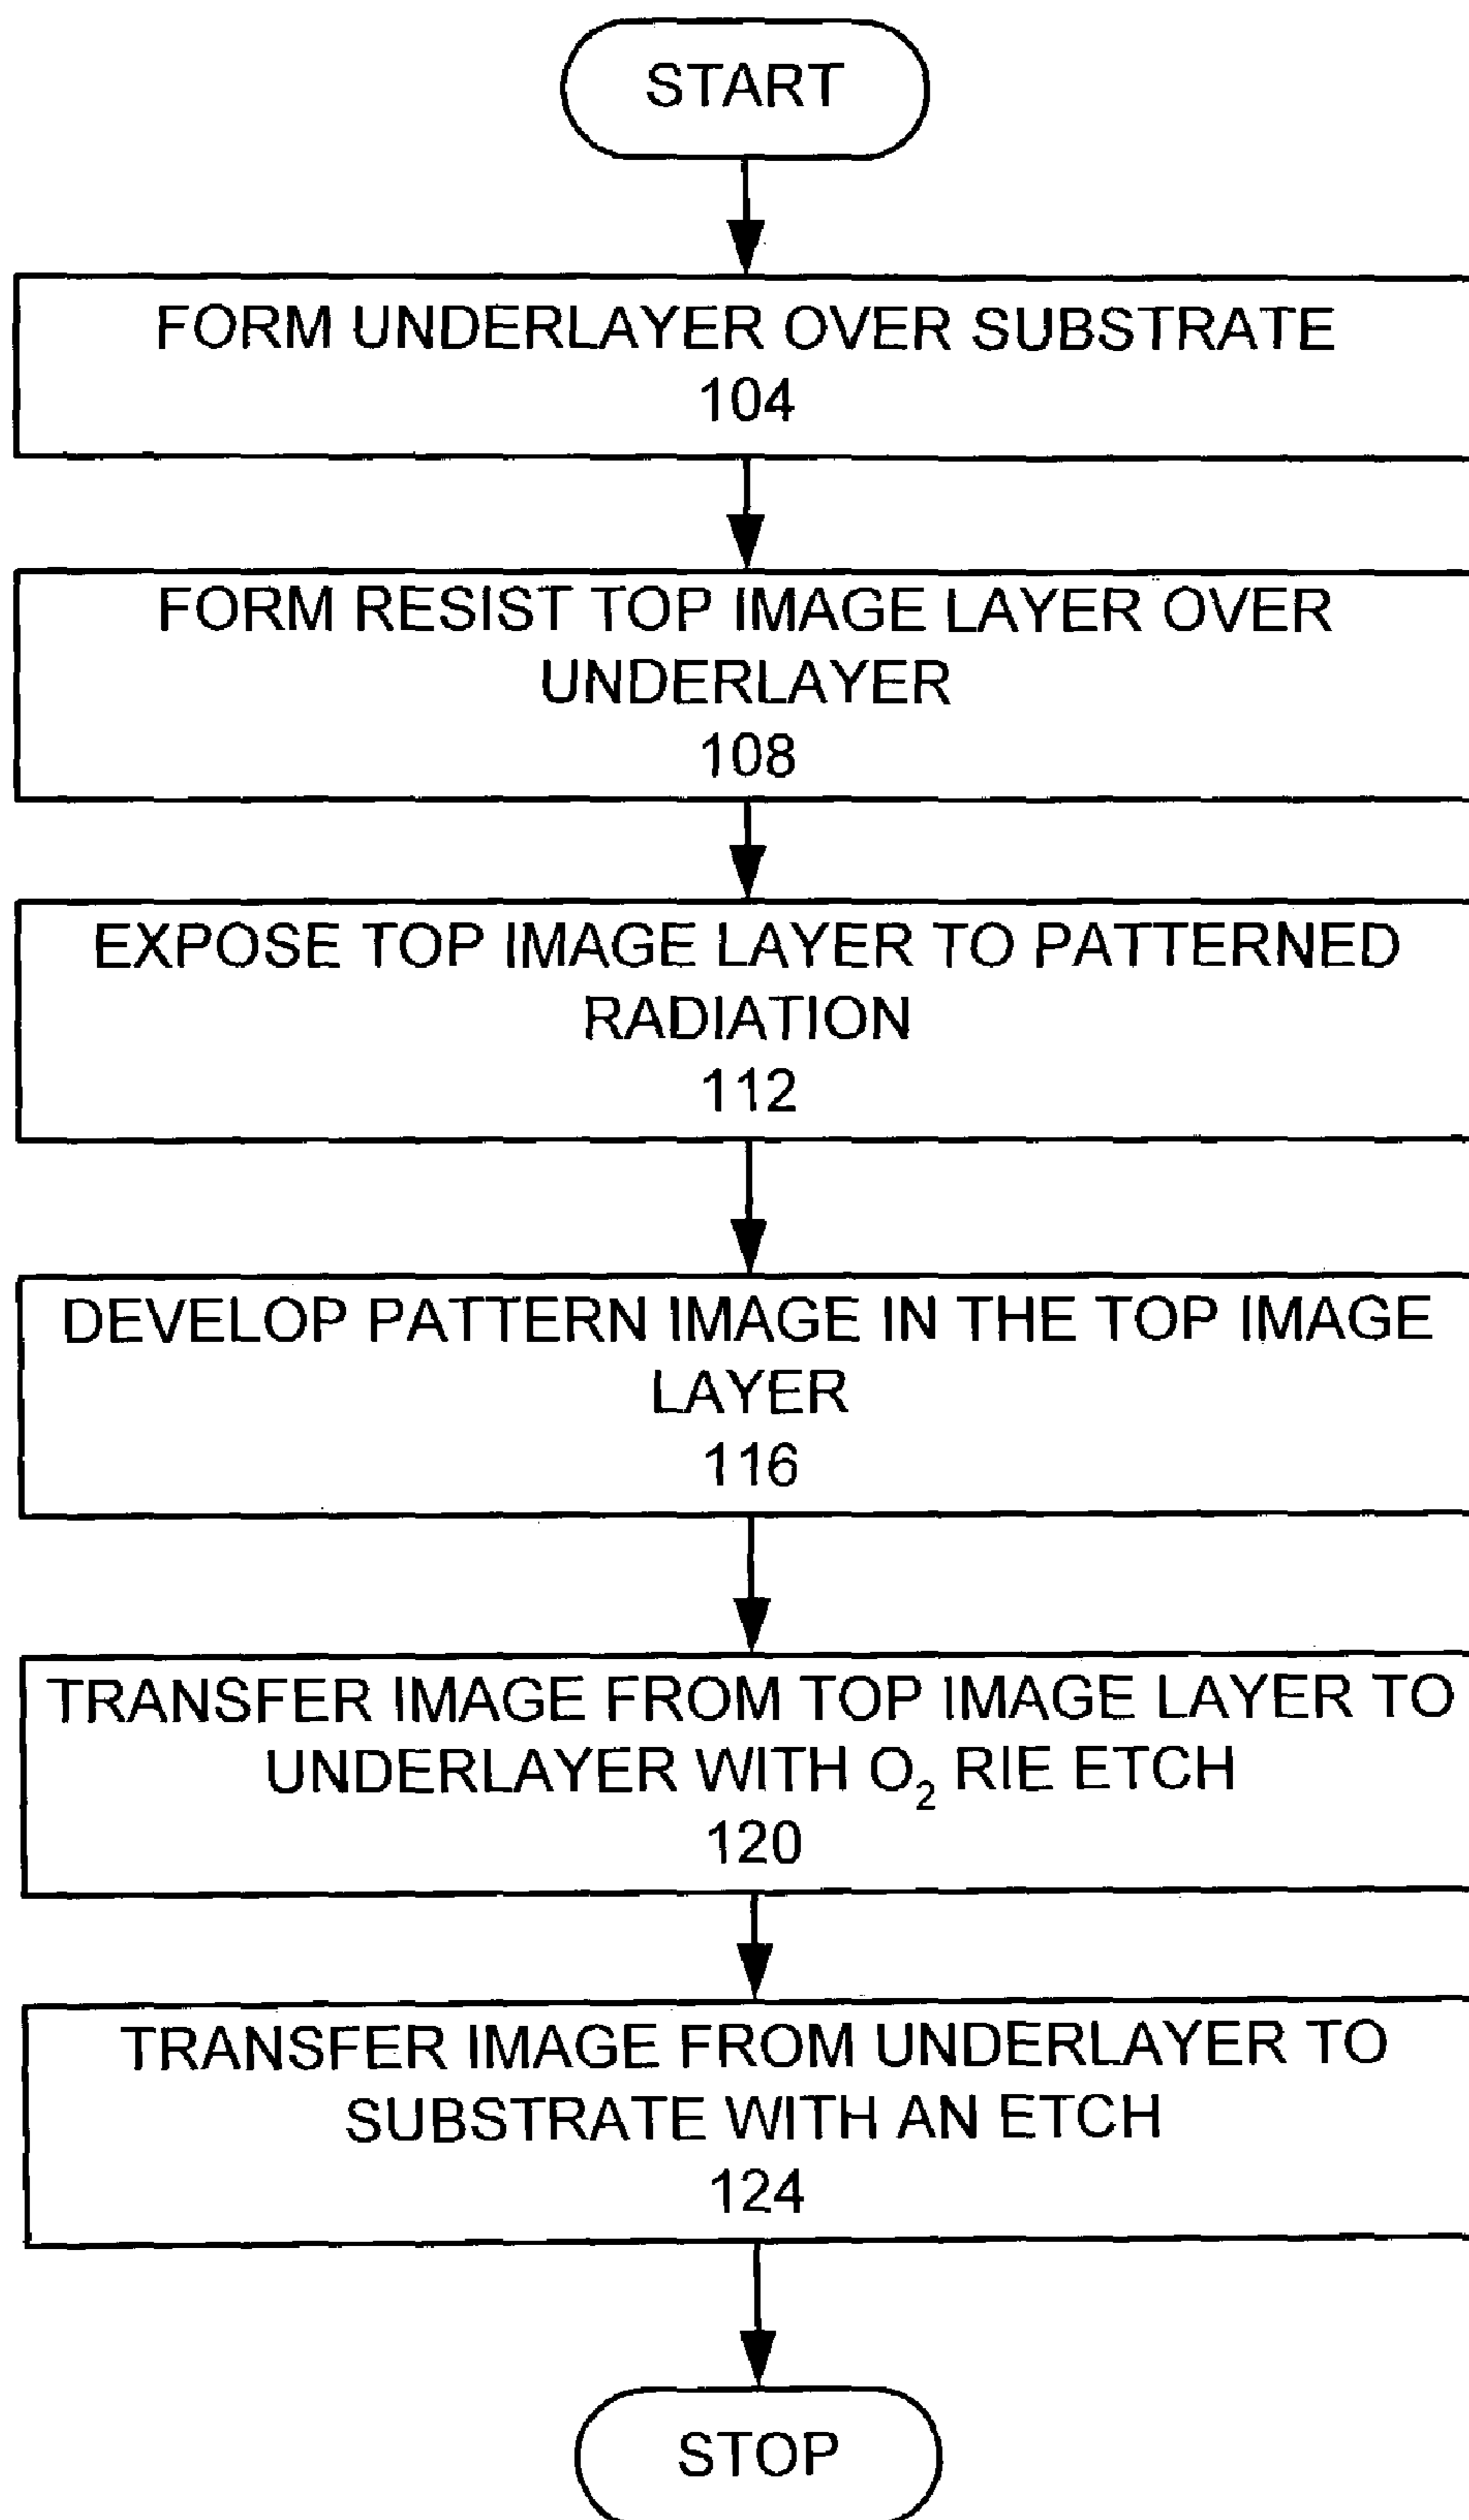 START
FORM UNDERLAYER OVER SUBSTRATE
104
FORM RESIST TOP IMAGE LAYER OVER
UNDERLAYER
108
EXPOSE TOP IMAGE LAYER TO PATTERNED
RADIATION
112
DEVELOP PATTERN IMAGE IN THE TOP IMAGE
LAYER
116
TRANSFER IMAGE FROM TOP IMAGE LAYER TO
UNDERLAYER WITH O₂ RIE ETCH
120
TRANSFER IMAGE FROM UNDERLAYER TO
SUBSTRATE WITH AN ETCH
124
STOP